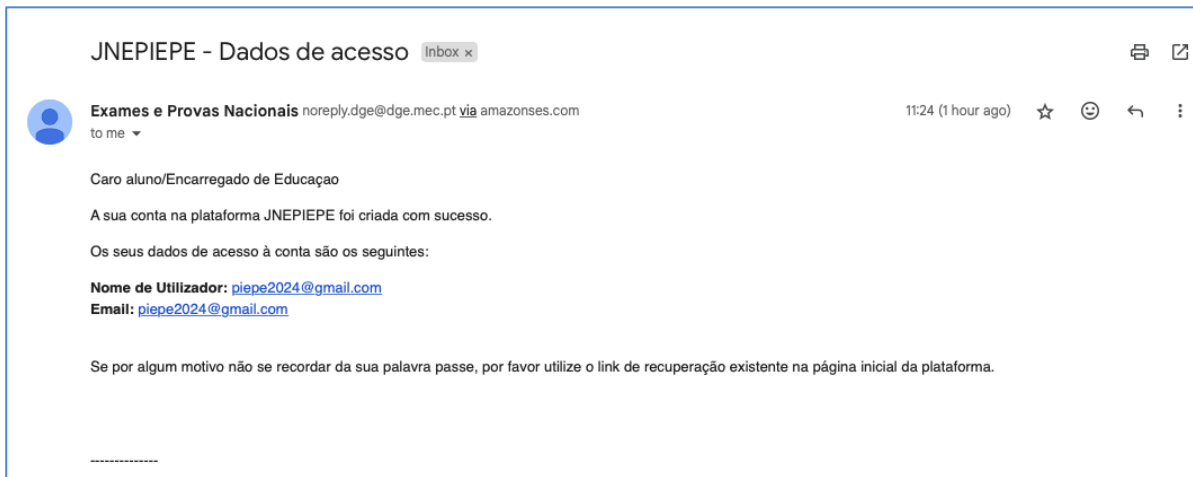 JNEPIEPE - Dados de acesso Inbox ×
Exames e Provas Nacionais noreply.dge@dge.mec.pt via amazonses.com 11:24 (1 hour ago)
to me
Caro aluno/Encarregado de Educaçao
A sua conta na plataforma JNEPIEPE foi criada com sucesso.
Os seus dados de acesso à conta são os seguintes:
Nome de Utilizador: piepe2024@gmail.com
Email: piepe2024@gmail.com
Se por algum motivo não se recordar da sua palavra passe, por favor utilize o link de recuperação existente na página inicial da plataforma.
--------------